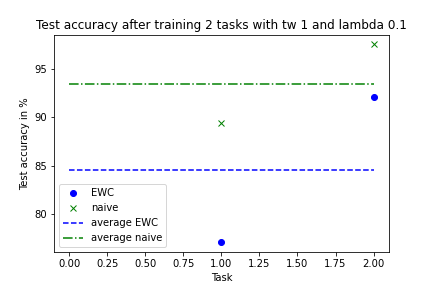 Test accuracy after training 2 tasks with tw 1 and lambda 0.1
Test accuracy in %
95
90
85
80
EWC
naive
average EWC
average naive
0.00 0.25 0.50 0.75 1.00 1.25 1.50 1.75 2.00
Task